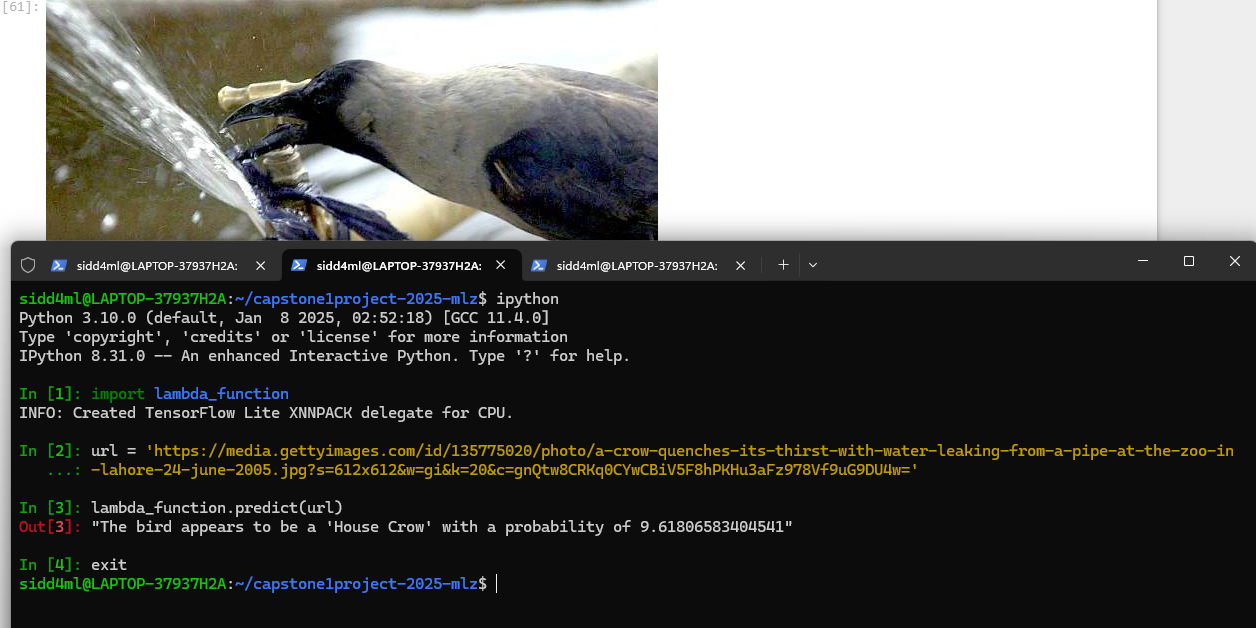 [61]:
sidd4ml@LAPTOP-37937H2A: sidd4ml@LAPTOP-37937H2A: sidd4ml@LAPTOP-37937H2A:
sidd4ml@LAPTOP-37937H2A:~/capstone1project-2025-mlz$ ipython
Python 3.10.0 (default, Jan  8 2025, 02:52:18) [GCC 11.4.0]
Type 'copyright', 'credits' or 'license' for more information
IPython 8.31.0 -- An enhanced Interactive Python. Type '?' for help.
In [1]: import lambda_function
INFO: Created TensorFlow Lite XNNPACK delegate for CPU.
In [2]: url = 'https://media.gettyimages.com/id/135775020/photo/a-crow-quenches-its-thirst-with-water-leaking-from-a-pipe-at-the-zoo-in
...: -lahore-24-june-2005.jpg?s=612x612&w=gi&k=20&c=gnQtw8CRKq0CYwCBiV5F8hPKHu3aFz978Vf9uG9DU4w='
In [3]: lambda_function.predict(url)
Out[3]: "The bird appears to be a 'House Crow' with a probability of 9.61806583404541"
In [4]: exit
sidd4ml@LAPTOP-37937H2A:~/capstone1project-2025-mlz$